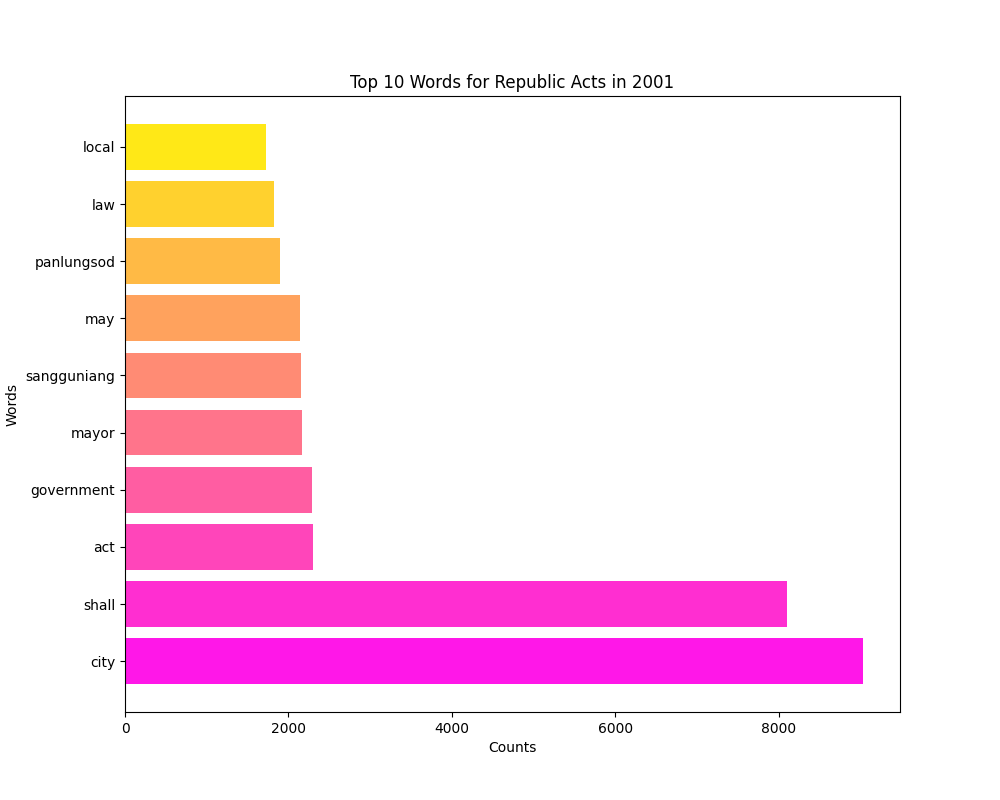 Top 10 Words for Republic Acts in 2001
Words
local
law
panlungsod
may
sangguniang
mayor
government
act
shall
city
0 2000 4000 6000 8000
Counts